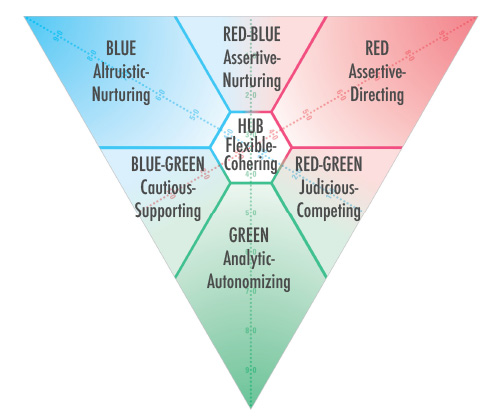 BLUE
Altruistic-
Nurturing
RED-BLUE
Assertive-
Nurturing
RED
Assertive-
Directing
HUB
Flexible-
Cohering
BLUE-GREEN
Cautious-
Supporting
RED-GREEN
Judicious-
Competing
GREEN
Analytic-
Autonomizing